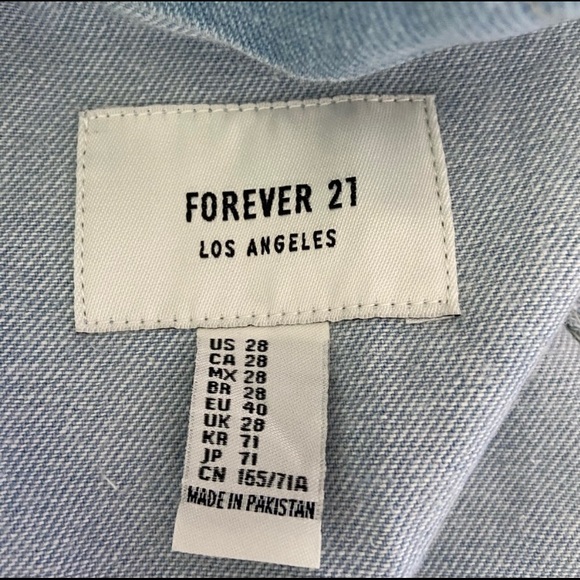 FOREVER 21
LOS ANGELES
US 28
CA 28
MX 28
BR 28
EU 40
UK 28
KR 71
JP 71
CN 155/71A
MADE IN PAKISTAN